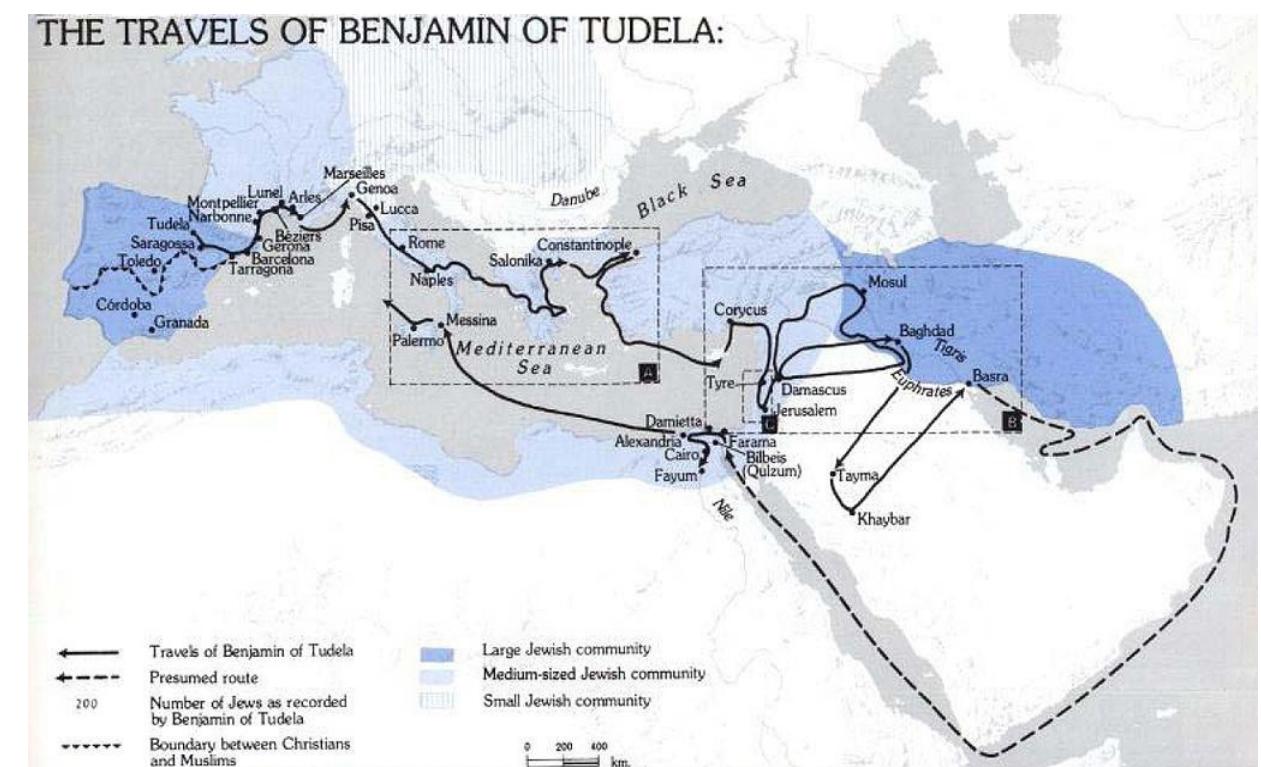 THE TRAVELS OF BENJAMIN OF TUDELA:
Marseilles
Lunel
Arles
Genoa
Montpellier
Narbonne
Lucca
Tudela
Béziers
Pisa
Saragossa
Gerona
Toledo
Barcelona
Tarragona
Córdoba
Granada
Danube
Black Sea
Rome
Naples
Salonika
Constantinople
Messina
Palermo
Mediterranean
Sea
A
Corycus
Mosul
Baghdad
Tigris
Tyre
Damascus
Euphrates
Basra
Jerusalem
C
B
Damietta
Alexandria
Farama
Cairo
Bilbeis
(Qulzum)
Fayum
Tayma
Khaybar
Nile
Travels of Benjamin of Tudela
Presumed route
200
Number of Jews as recorded
by Benjamin of Tudela
Boundary between Christians
and Muslims
Large Jewish community
Medium-sized Jewish community
Small Jewish community
0 200 400
km.